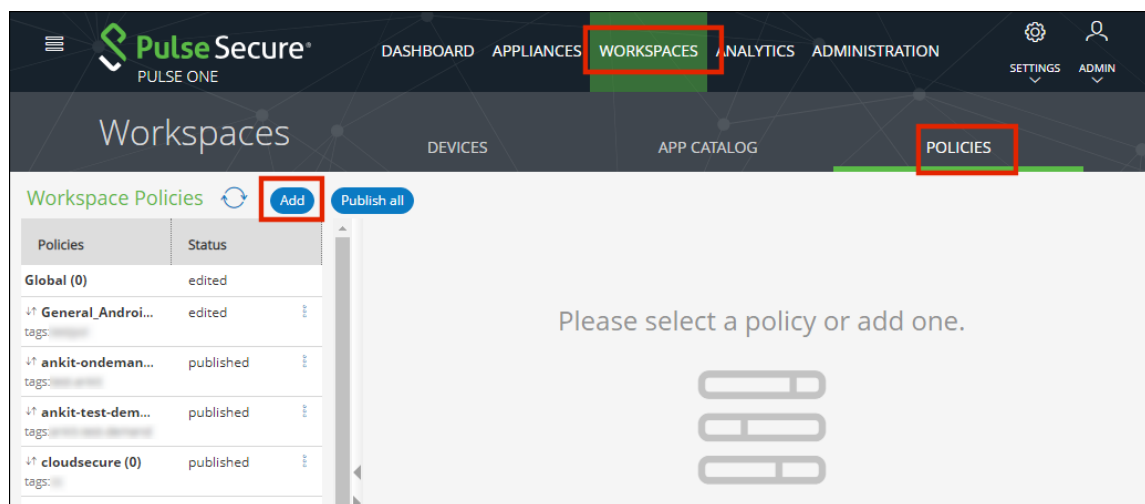 Pulse Secure®
PULSE ONE
DASHBOARD APPLIANCES WORKSPACES ANALYTICS ADMINISTRATION
SETTINGS ADMIN
Workspaces
DEVICES APP CATALOG POLICIES
Workspace Policies Add Publish all
Policies Status
Global (0) edited
General_Androi... edited
tags:
ankit-ondeman... published
tags:
ankit-test-dem... published
tags:
cloudsecure (0) published
tags:
Please select a policy or add one.